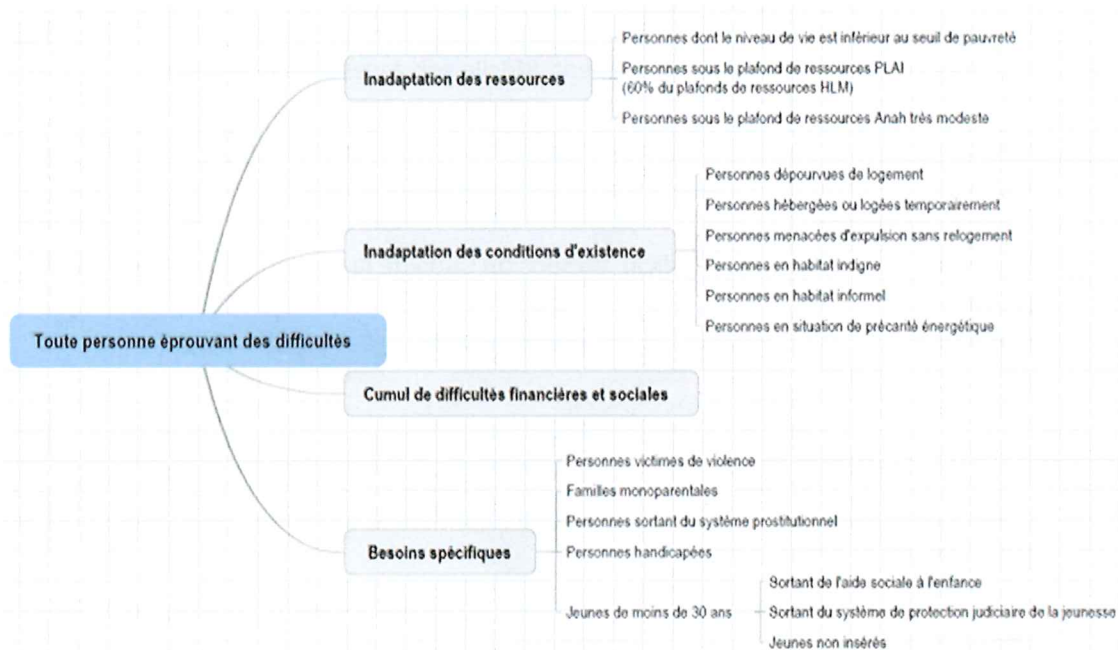 Toute personne éprouvant des difficultés
Inadaptation des ressources
Personnes dont le niveau de vie est inférieur au seuil de pauvreté
Personnes sous le plafond de ressources PLAI
(60% du plafonds de ressources HLM)
Personnes sous le plafond de ressources Anah très modeste
Inadaptation des conditions d'existence
Personnes dépourvues de logement
Personnes hébergées ou logées temporairement
Personnes menacées d'expulsion sans relogement
Personnes en habitat indigne
Personnes en habitat informel
Personnes en situation de précarité énergétique
Cumul de difficultés financières et sociales
Besoins spécifiques
Personnes victimes de violence
Familles monoparentales
Personnes sortant du système prostitutionnel
Personnes handicapées
Jeunes de moins de 30 ans
Sortant de l'aide sociale à l'enfance
Sortant du système de protection judiciaire de la jeunesse
Jeunes non insérés